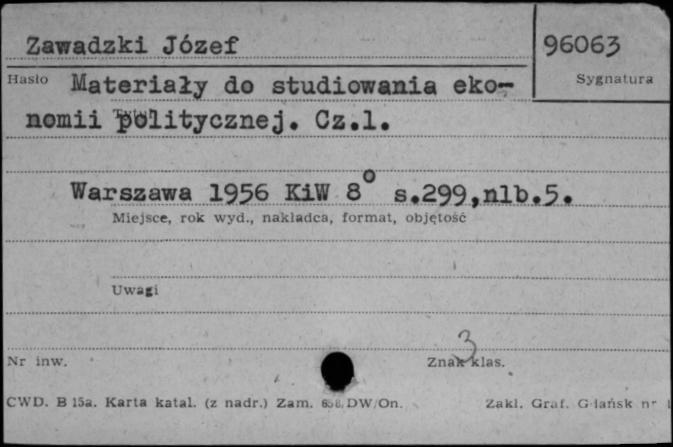 Zawadzki Józef 96063
Hasło Materiały do studiowania eko- Sygnatura
nomii politycznej. Cz.1.
Warszawa 1956 KiW 8° s.299,nlb.5.
Miejsce, rok wyd., nakładca, format, objętość
Uwagi
3
Nr inw. Znak klas.
CWD. B 15a. Karta katal. (z nadr.) Zam. DW/On. Zakł. Graf. Gdańsk nr 1